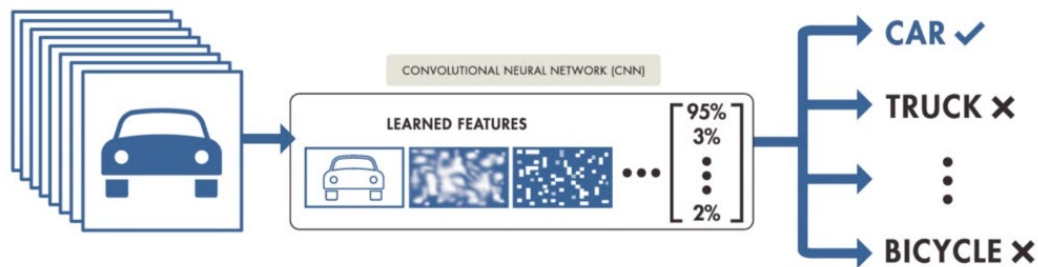 CONVOLUTIONAL NEURAL NETWORK (CNN)
LEARNED FEATURES
95%
3%
2%
CAR
TRUCK
BICYCLE